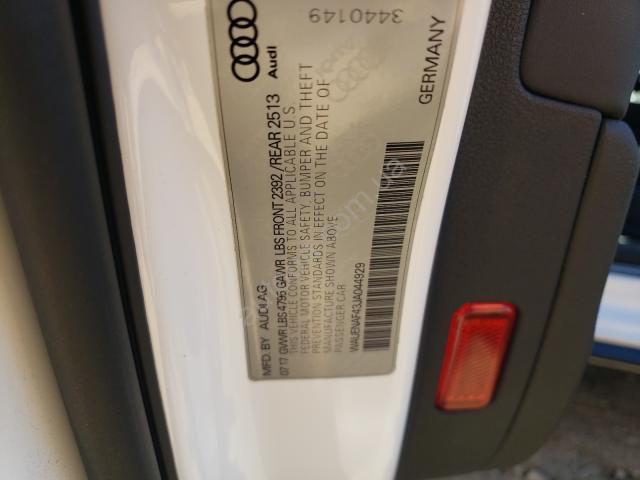 3440149
Audi
GERMANY
MFD. BY AUDI AG
07 17 GVWR LBS 4795 GAWR LBS FRONT 2392 / REAR 2513
THIS VEHICLE CONFORMS TO ALL APPLICABLE U.S.
FEDERAL MOTOR VEHICLE SAFETY, BUMPER AND THEFT
PREVENTION STANDARDS IN EFFECT ON THE DATE OF
MANUFACTURE SHOWN ABOVE.
PASSENGER CAR
WAUENAF43JA044929